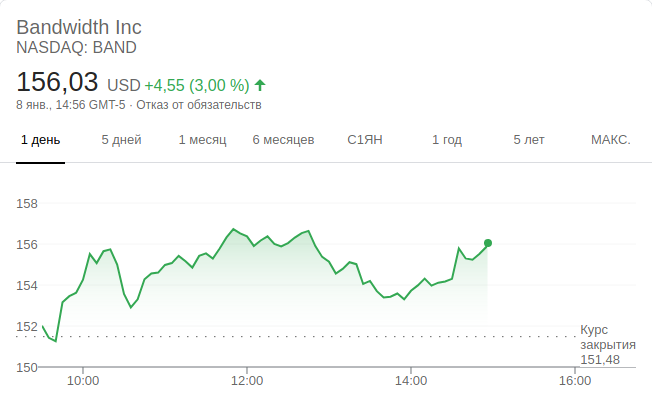 Bandwidth Inc
NASDAQ: BAND
156,03 USD +4,55 (3,00 %)
8 янв., 14:56 GMT-5 · Отказ от обязательств
1 день 5 дней 1 месяц 6 месяцев С1ЯН 1 год 5 лет МАКС.
158
156
154
152
Курс
закрытия
151,48
150
10:00 12:00 14:00 16:00